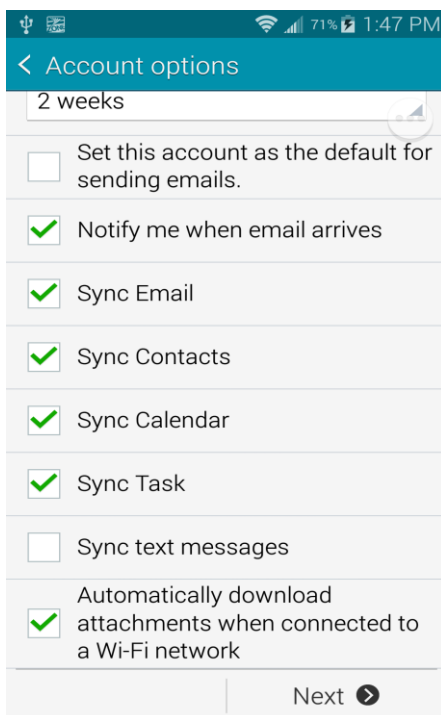 71% 1:47 PM
Account options
2 weeks
Set this account as the default for
sending emails.
Notify me when email arrives
Sync Email
Sync Contacts
Sync Calendar
Sync Task
Sync text messages
Automatically download
attachments when connected to
a Wi-Fi network
Next